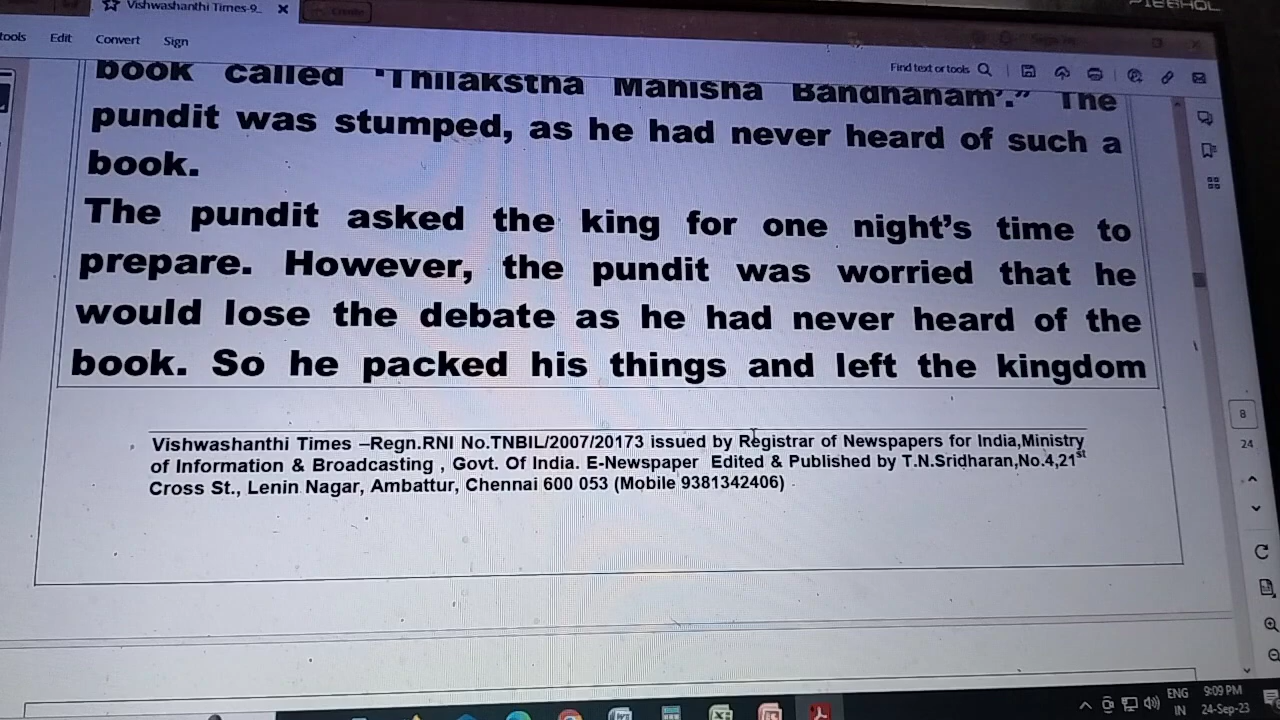 Vishwashanthi Times-9_
tools Edit Convert Sign
Find text or tools
book called "Thilakstha Mahisha Bandhanam'." The
pundit was stumped, as he had never heard of such a
book.
The pundit asked the king for one night's time to
prepare. However, the pundit was worried that he
would lose the debate as he had never heard of the
book. So he packed his things and left the kingdom
Vishwashanthi Times –Regn.RNI No.TNBIL/2007/20173 issued by Registrar of Newspapers for India,Ministry
of Information & Broadcasting , Govt. Of India. E-Newspaper Edited & Published by T.N.Sridharan,No.4,21st
Cross St., Lenin Nagar, Ambattur, Chennai 600 053 (Mobile 9381342406)
8
24
ENG 9:09 PM
IN 24-Sep-23